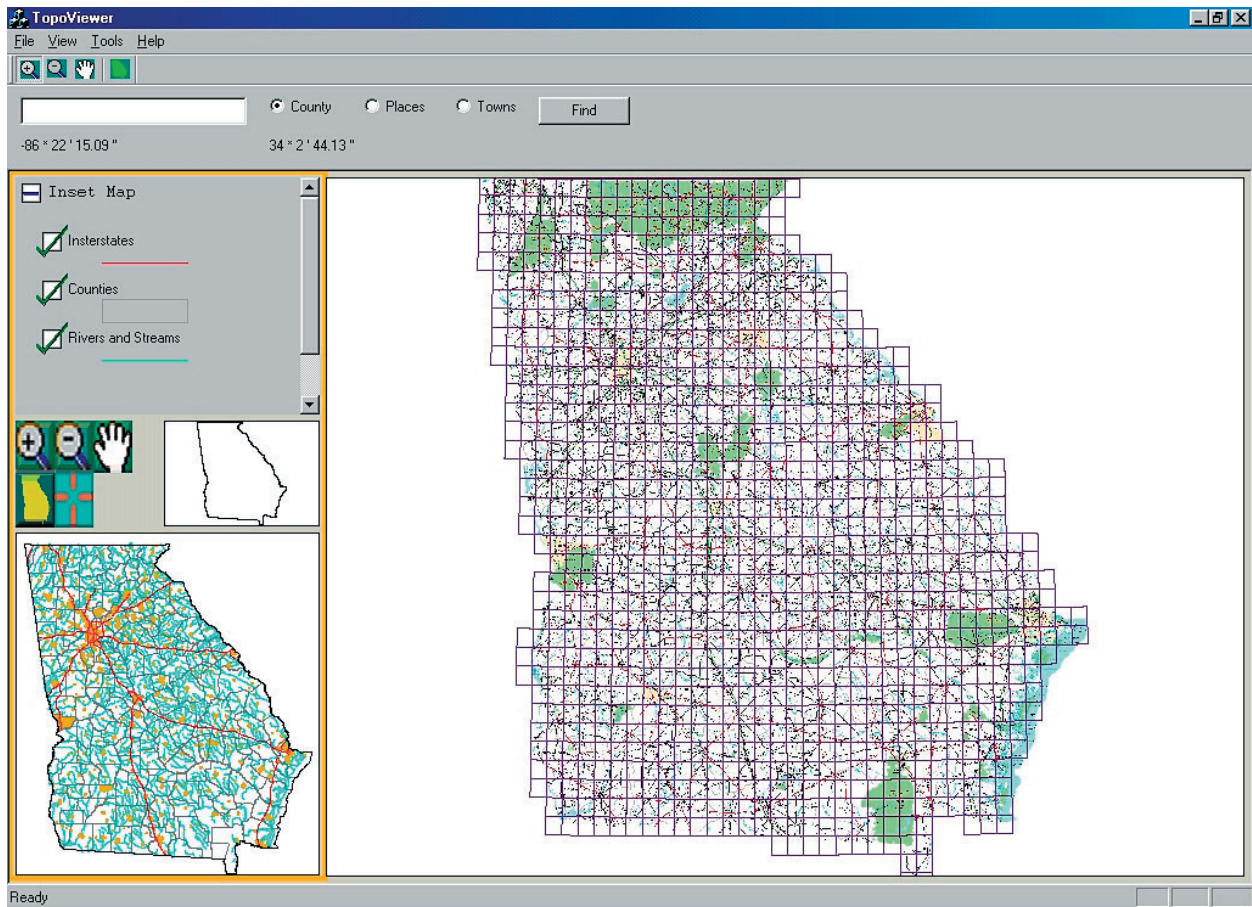 TopoViewer
File View Tools Help
County Places Towns Find
-86 * 22 ' 15.09 " 34 * 2 ' 44.13 "
Inset Map
Insterstates
Counties
Rivers and Streams
Ready